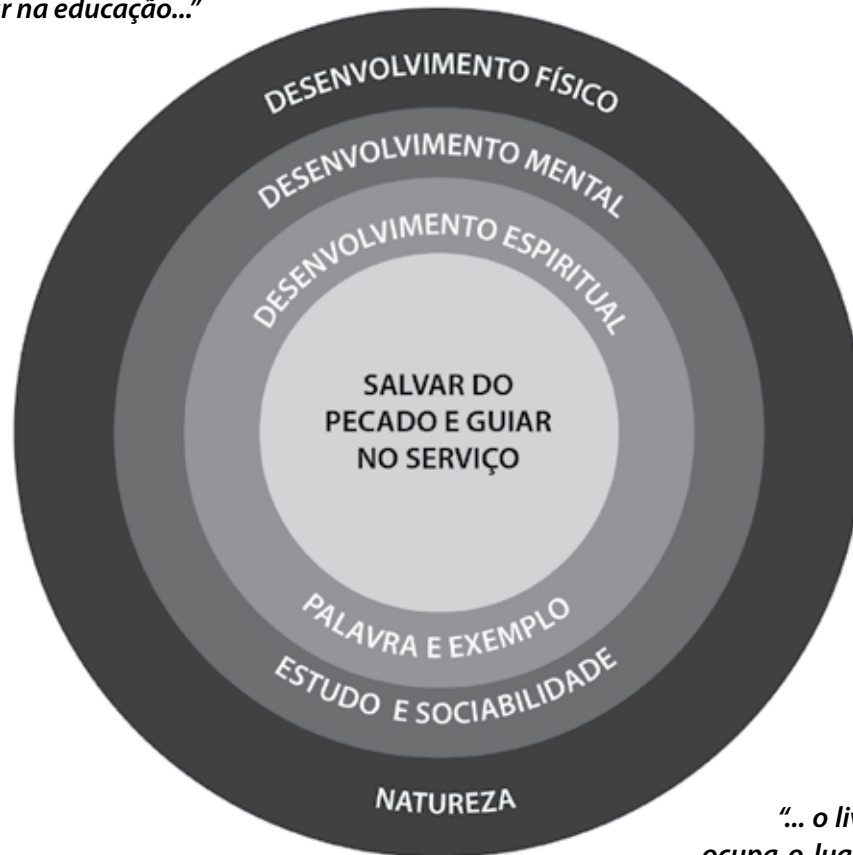 na educação...”
DESENVOLVIMENTO FÍSICO
DESENVOLVIMENTO MENTAL
DESENVOLVIMENTO ESPIRITUAL
SALVAR DO
PECADO E GUIAR
NO SERVIÇO
PALAVRA E EXEMPLO
ESTUDO E SOCIABILIDADE
NATUREZA
“... o
ocupa o